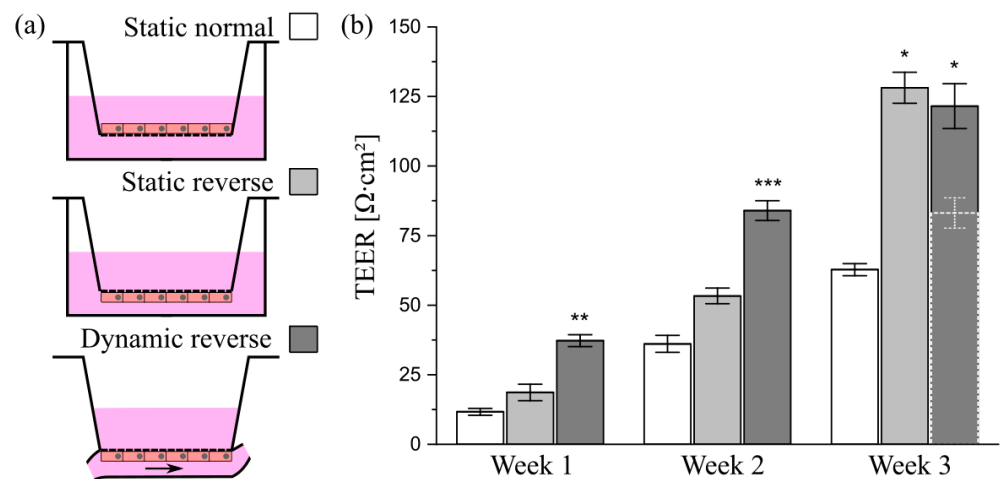 (a)
Static normal
Static reverse
Dynamic reverse
(b)
TEER [Ω·cm²]
150
125
100
75
50
25
0
**
***
*
*
Week 1
Week 2
Week 3